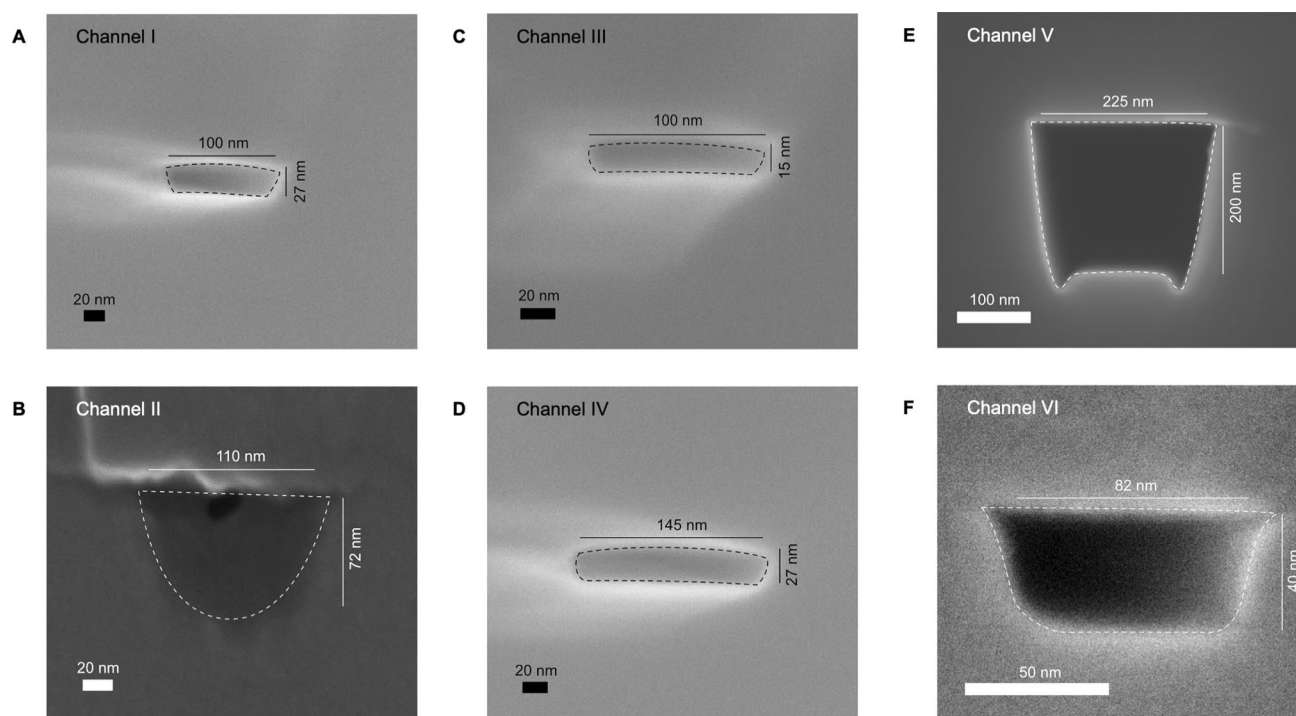 A
Channel I
100 nm
27 nm
20 nm
B
Channel II
110 nm
72 nm
20 nm
C
Channel III
100 nm
15 nm
20 nm
D
Channel IV
145 nm
27 nm
20 nm
E
Channel V
225 nm
200 nm
100 nm
F
Channel VI
82 nm
40 nm
50 nm